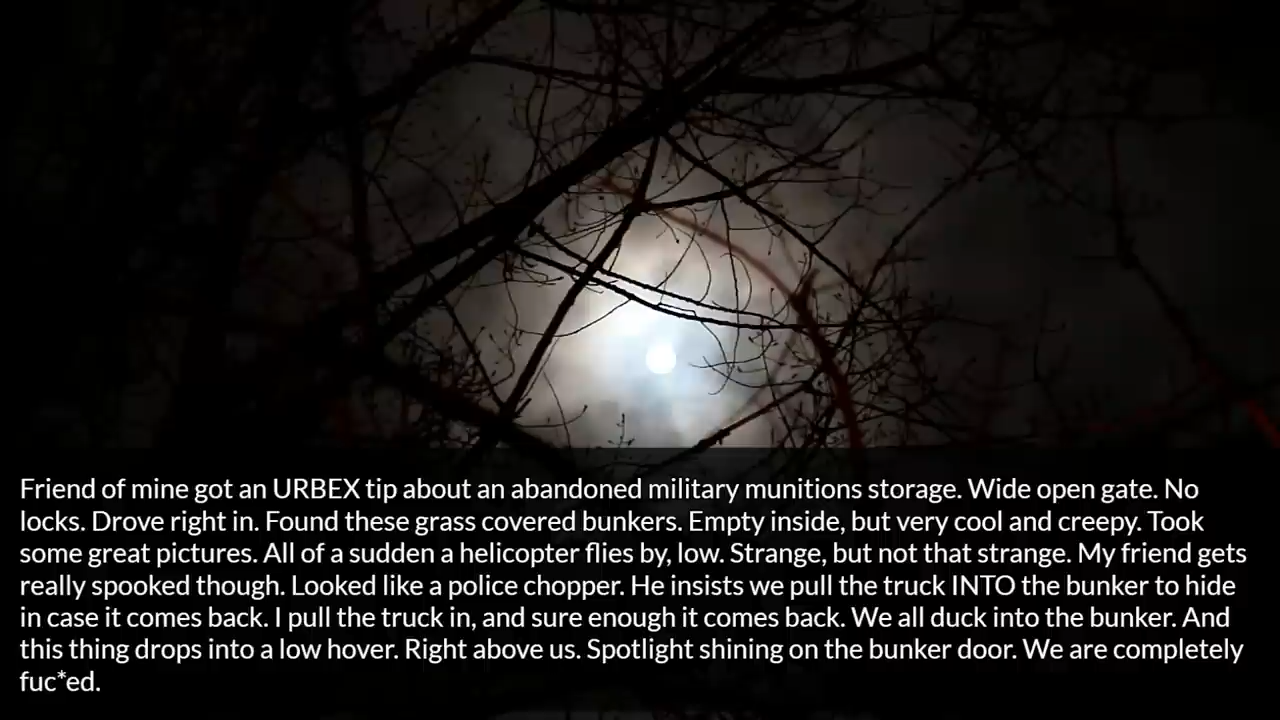 Friend of mine got an URBEX tip about an abandoned military munitions storage. Wide open gate. No
locks. Drove right in. Found these grass covered bunkers. Empty inside, but very cool and creepy. Took
some great pictures. All of a sudden a helicopter flies by, low. Strange, but not that strange. My friend gets
really spooked though. Looked like a police chopper. He insists we pull the truck INTO the bunker to hide
in case it comes back. I pull the truck in, and sure enough it comes back. We all duck into the bunker. And
this thing drops into a low hover. Right above us. Spotlight shining on the bunker door. We are completely
fuc*ed.